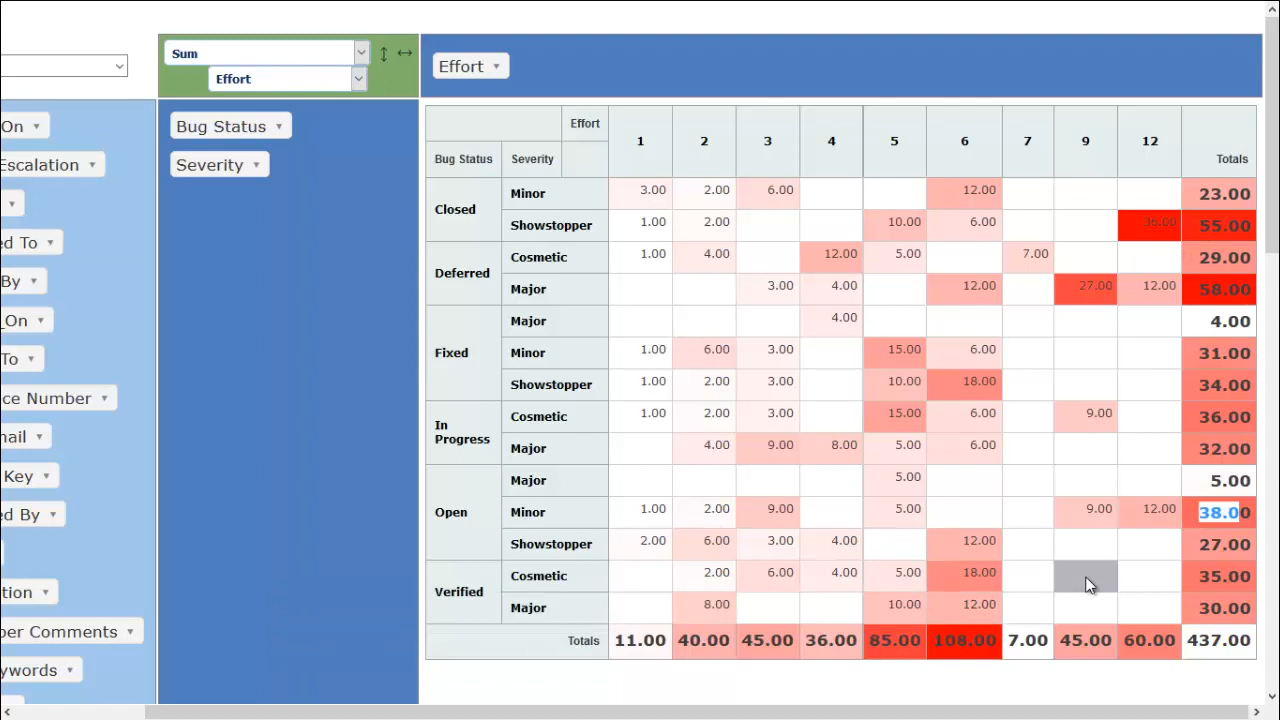 Sum
Effort
Effort
On
Escalation
ed To
By
_On
To
ce Number
nail
Key
ed By
tion
per Comments
ywords
Bug Status
Severity
Effort
1 2 3 4 5 6 7 9 12
Bug Status Severity Totals
Closed Minor 3.00 2.00 6.00 12.00 23.00
Showstopper 1.00 2.00 10.00 6.00 36.00 55.00
Deferred Cosmetic 1.00 4.00 12.00 5.00 7.00 29.00
Major 3.00 4.00 12.00 27.00 12.00 58.00
Fixed Major 4.00 4.00
Minor 1.00 6.00 3.00 15.00 6.00 31.00
Showstopper 1.00 2.00 3.00 10.00 18.00 34.00
In Progress Cosmetic 1.00 2.00 3.00 15.00 6.00 9.00 36.00
Major 4.00 9.00 8.00 5.00 6.00 32.00
Open Major 5.00 5.00
Minor 1.00 2.00 9.00 5.00 9.00 12.00 38.00
Showstopper 2.00 6.00 3.00 4.00 12.00 27.00
Verified Cosmetic 2.00 6.00 4.00 5.00 18.00 35.00
Major 8.00 10.00 12.00 30.00
Totals 11.00 40.00 45.00 36.00 85.00 108.00 7.00 45.00 60.00 437.00